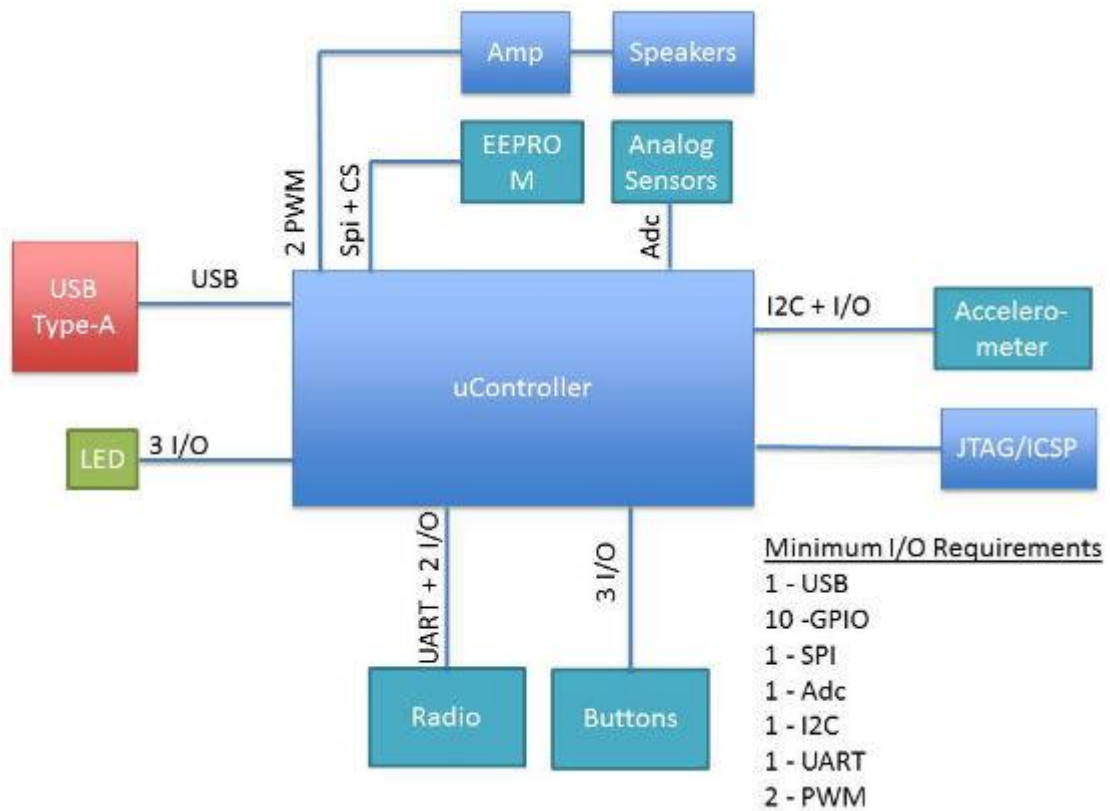 Amp
Speakers
EEPRO
M
Analog
Sensors
2 PWM
Spi + CS
Adc
USB
Type-A
USB
I2C + I/O
Accelero-
meter
uController
LED
3 I/O
JTAG/ICSP
UART + 2 I/O
3 I/O
Radio
Buttons
Minimum I/O Requirements
1 - USB
10 -GPIO
1 - SPI
1 - Adc
1 - I2C
1 - UART
2 - PWM